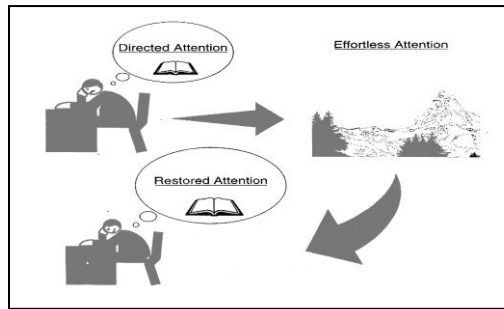 Directed Attention
Effortless Attention
Restored Attention